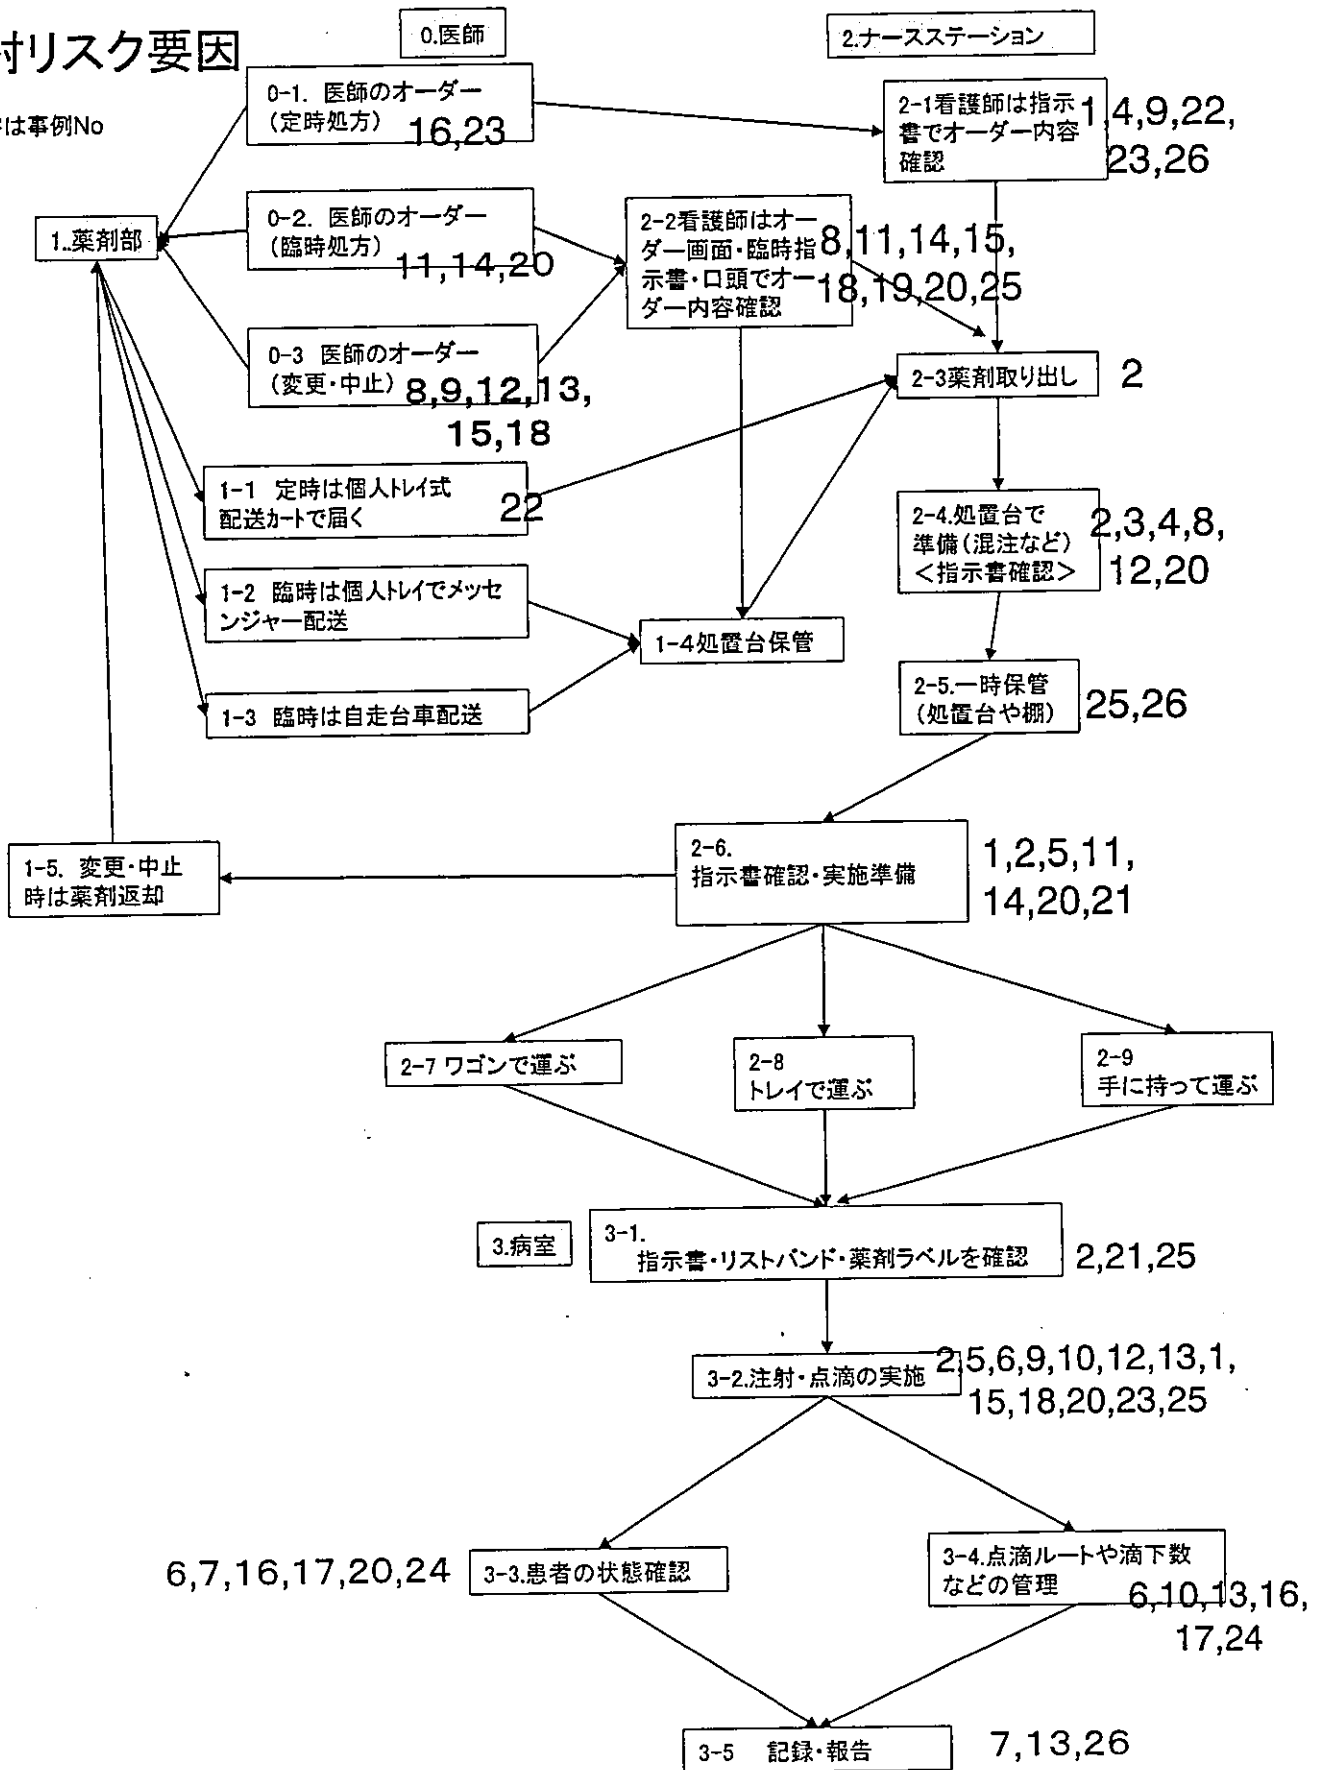 射リスク要因
は事例No
0.医師
2.ナースステーション
0-1. 医師のオーダー
(定時処方)
16,23
2-1看護師は指示
書でオーダー内容
確認
1,4,9,22,
23,26
1..薬剤部
0-2. 医師のオーダー
(臨時処方)
11,14,20
2-2看護師はオー
ダー画面・臨時指
示書・口頭でオー
ダー内容確認
8,11,14,15,
18,19,20,25
0-3 医師のオーダー
(変更・中止)
8,9,12,13,
15,18
2-3薬剤取り出し
2
1-1 定時は個人トレイ式
配送カートで届く
22
2-4.処置台で
準備(混注など)
<指示書確認>
2,3,4,8,
12,20
1-2 臨時は個人トレイでメッセ
ンジャー配送
1-4処置台保管
1-3 臨時は自走台車配送
2-5.一時保管
(処置台や棚)
25,26
1-5. 変更・中止
時は薬剤返却
2-6.
指示書確認・実施準備
1,2,5,11,
14,20,21
2-7 ワゴンで運ぶ
2-8
トレイで運ぶ
2-9
手に持って運ぶ
3.病室
3-1.
指示書・リストバンド・薬剤ラベルを確認
2,21,25
3-2.注射・点滴の実施
2,5,6,9,10,12,13,1,
15,18,20,23,25
6,7,16,17,20,24
3-3.患者の状態確認
3-4.点滴ルートや滴下数
などの管理
6,10,13,16,
17,24
3-5 記録・報告
7,13,26